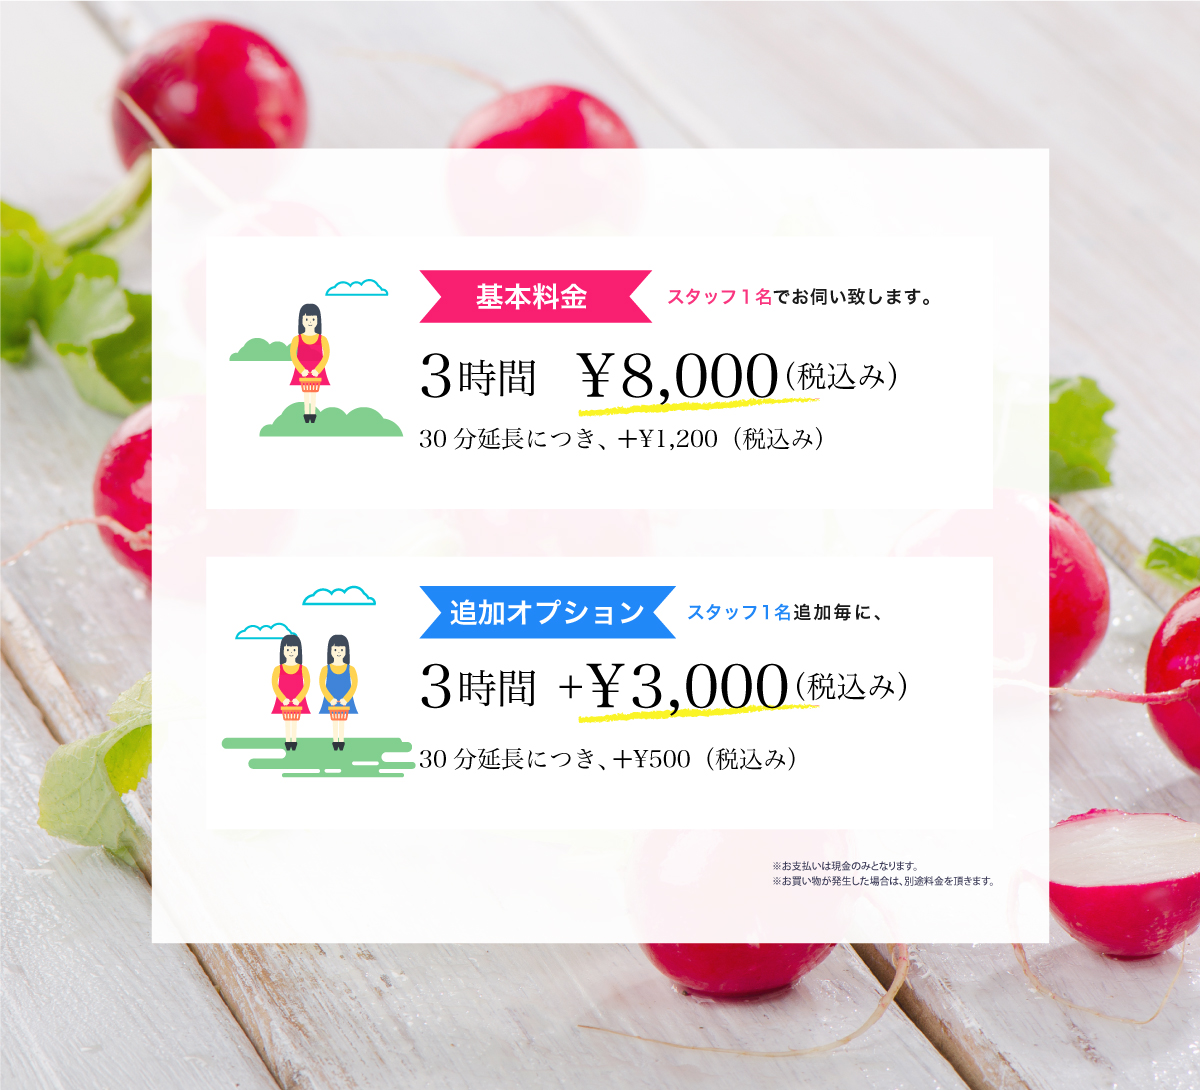 基本料金 スタッフ1名でお伺い致します。
3時間 ¥8,000(税込み)
30分延長につき、+¥1,200(税込み)
追加オプション スタッフ1名追加毎に、
3時間 +¥3,000(税込み)
30分延長につき、+¥500(税込み)
※お支払いは現金のみとなります。
※お買い物が発生した場合は、別途料金を頂きます。